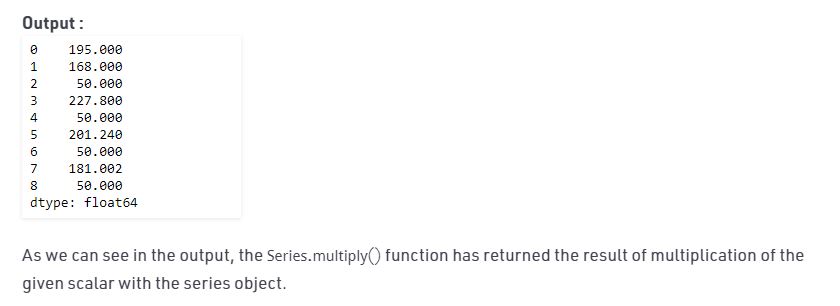 Output :
0 195.000
1 168.000
2 50.000
3 227.800
4 50.000
5 201.240
6 50.000
7 181.002
8 50.000
dtype: float64
As we can see in the output, the Series.multiply() function has returned the result of multiplication of the
given scalar with the series object.